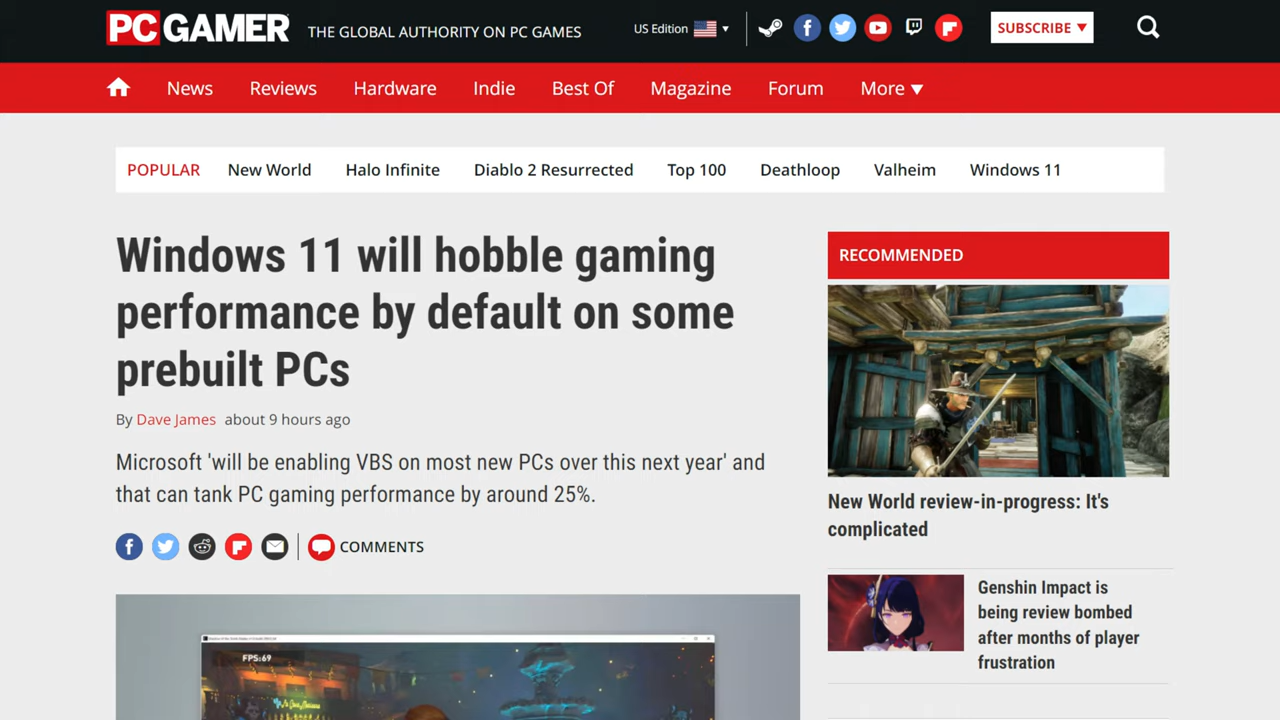 PC GAMER THE GLOBAL AUTHORITY ON PC GAMES US Edition SUBSCRIBE
News Reviews Hardware Indie Best Of Magazine Forum More
POPULAR New World Halo Infinite Diablo 2 Resurrected Top 100 Deathloop Valheim Windows 11
Windows 11 will hobble gaming
performance by default on some
prebuilt PCs
By Dave James about 9 hours ago
Microsoft 'will be enabling VBS on most new PCs over this next year' and
that can tank PC gaming performance by around 25%.
COMMENTS
FPS:69
RECOMMENDED
New World review-in-progress: It's
complicated
Genshin Impact is
being review bombed
after months of player
frustration